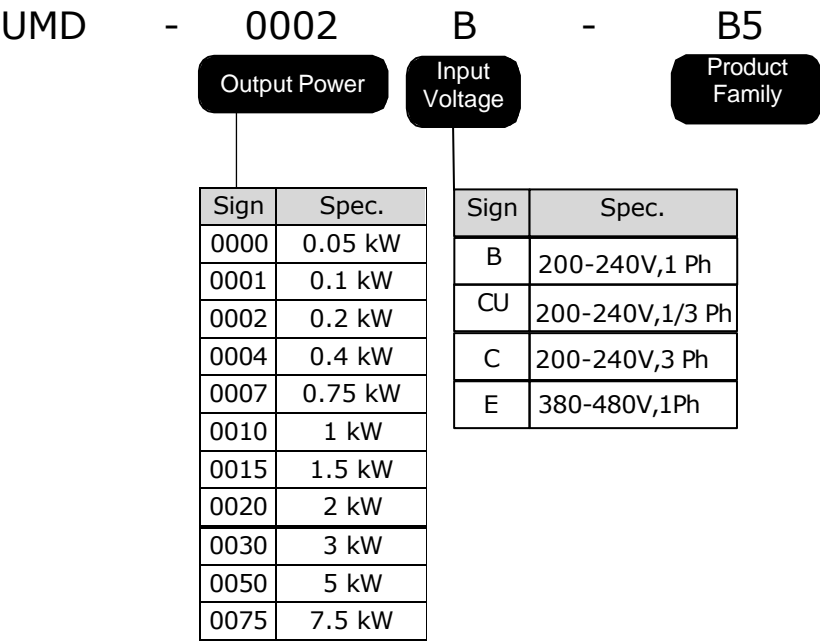 UMD - 0002 B - B5
Output Power
Input
Voltage
Product
Family
Sign Spec.
0000 0.05 kW
0001 0.1 kW
0002 0.2 kW
0004 0.4 kW
0007 0.75 kW
0010 1 kW
0015 1.5 kW
0020 2 kW
0030 3 kW
0050 5 kW
0075 7.5 kW
Sign Spec.
B 200-240V,1 Ph
CU 200-240V,1/3 Ph
C 200-240V,3 Ph
E 380-480V,1Ph